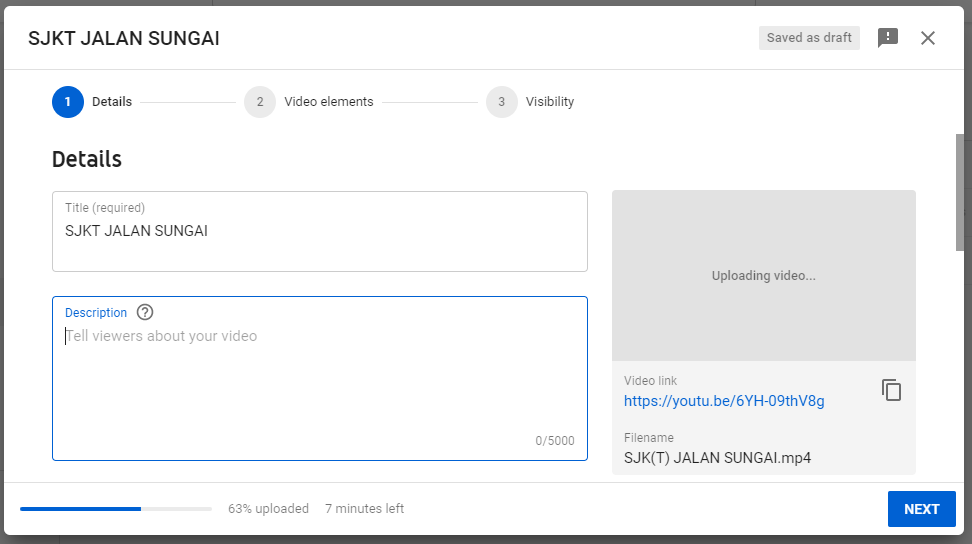 SJKT JALAN SUNGAI
Saved as draft
1 Details 2 Video elements 3 Visibility
Details
Title (required)
SJKT JALAN SUNGAI
Description ?
Tell viewers about your video
0/5000
Uploading video...
Video link
https://youtu.be/6YH-09thV8g
Filename
SJK(T) JALAN SUNGAI.mp4
63% uploaded 7 minutes left
NEXT